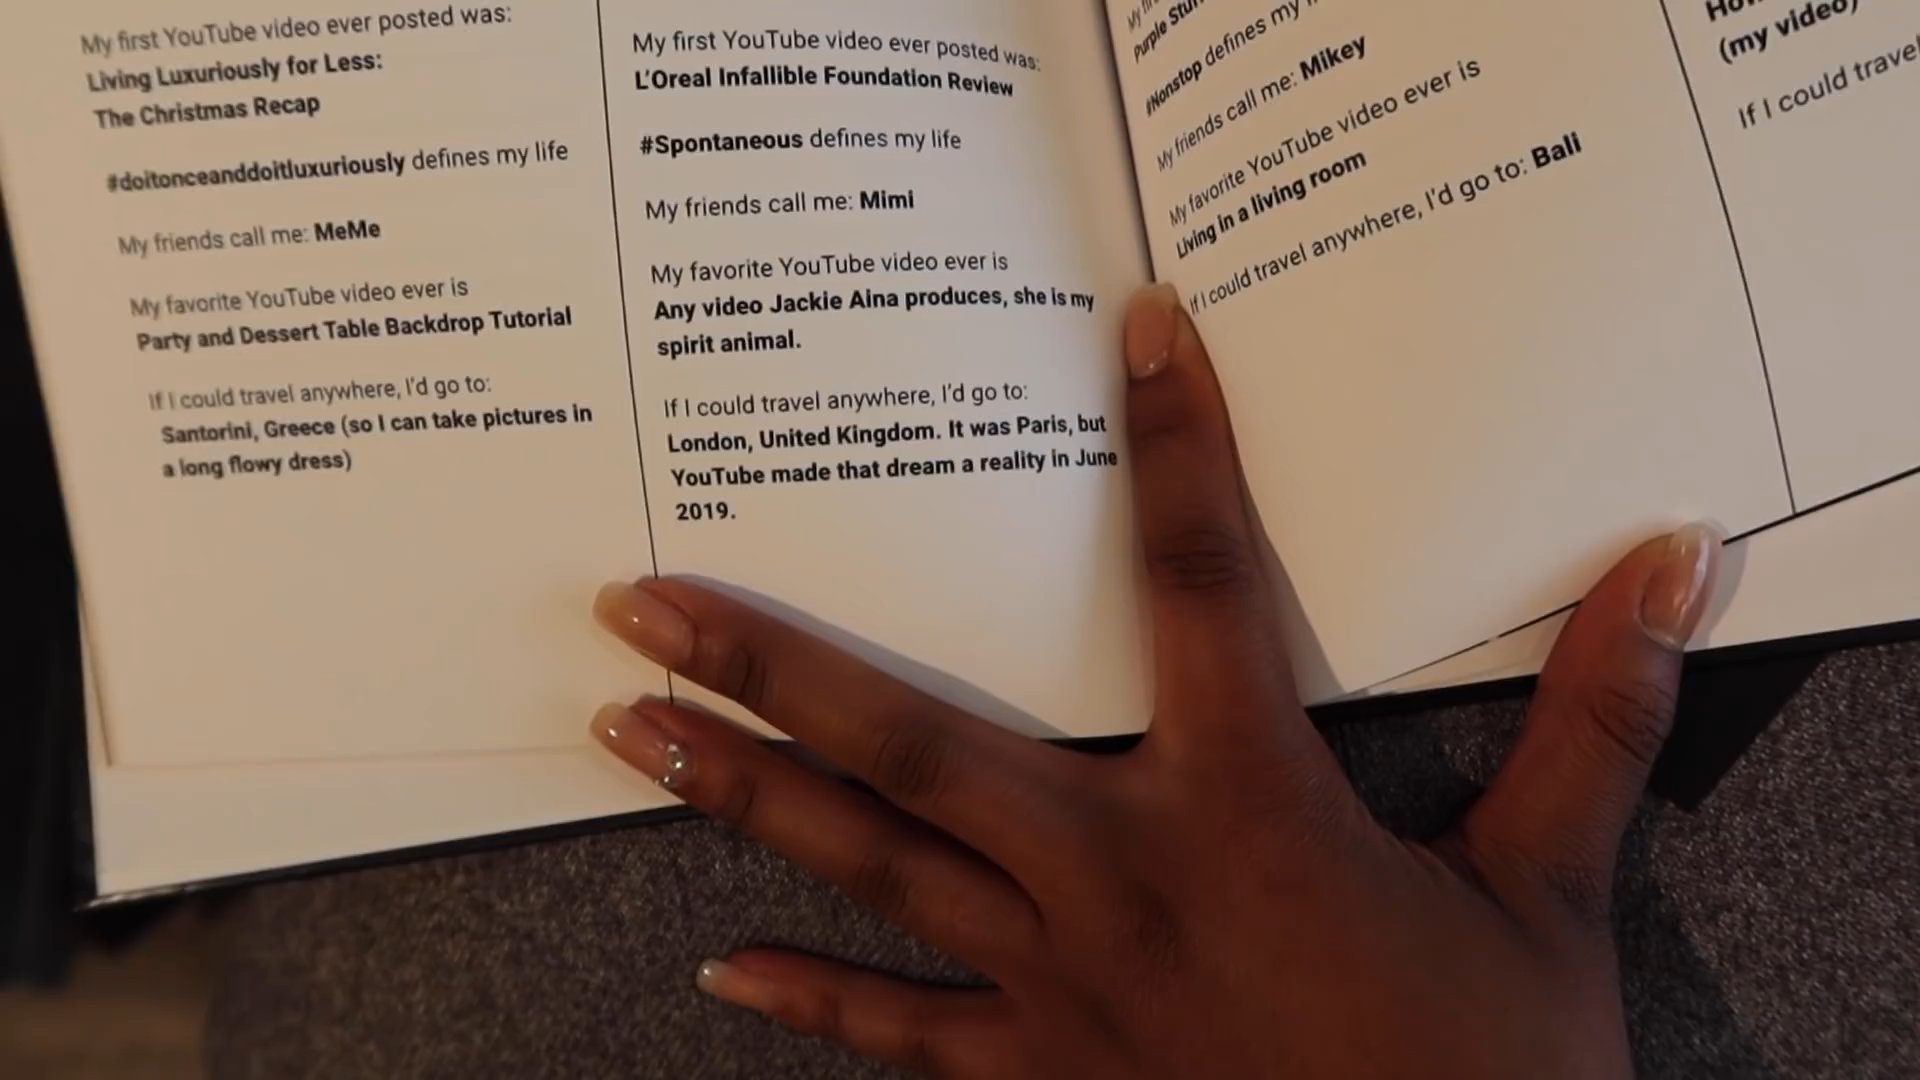 My first YouTube video ever posted was:
Living Luxuriously for Less:
The Christmas Recap
#doitonceanddoitluxuriously defines my life
My friends call me: MeMe
My favorite YouTube video ever is
Party and Dessert Table Backdrop Tutorial
If I could travel anywhere, I'd go to:
Santorini, Greece (so I can take pictures in
a long flowy dress)
My first YouTube video ever posted was:
L'Oreal Infallible Foundation Review
#Spontaneous defines my life
My friends call me: Mimi
My favorite YouTube video ever is
Any video Jackie Aina produces, she is my
spirit animal.
If I could travel anywhere, I'd go to:
London, United Kingdom. It was Paris, but
YouTube made that dream a reality in June
2019.
My
Purple
#Nonstop defines my
My friends call me: Mikey
My favorite YouTube video ever is
Living in a living room
If I could travel anywhere, I'd go to: Bali
(my video)
If I could travel